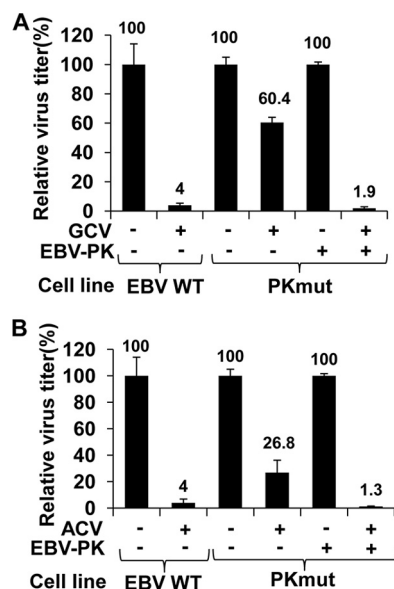 A
Relative virus titer(%)
120
100
80
60
40
20
0
100
4
100
60.4
100
1.9
GCV - + - + - +
EBV-PK - - - - + +
Cell line EBV WT PKmut
B
Relative virus titer(%)
120
100
80
60
40
20
0
100
4
100
26.8
100
1.3
ACV - + - + - +
EBV-PK - - - - + +
Cell line EBV WT PKmut